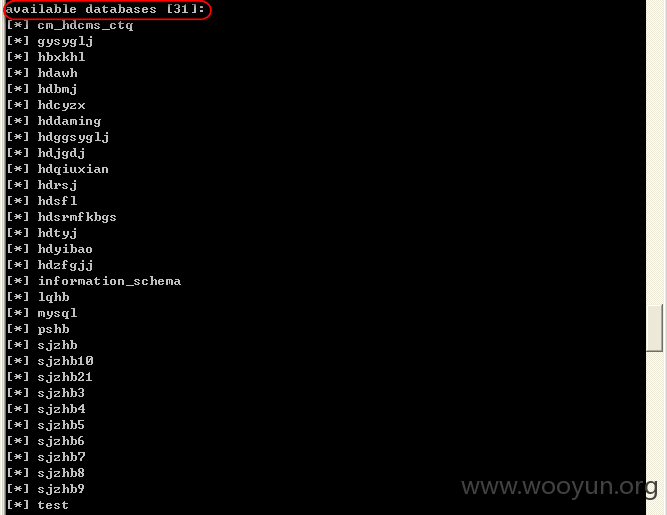 available databases [31]:
[*] cm_hdcms_ctq
[*] gysyglj
[*] hbxkhl
[*] hdawh
[*] hdbmj
[*] hdcyzx
[*] hddaming
[*] hdggsyglj
[*] hdjgdj
[*] hdqiuxian
[*] hdrsj
[*] hdsfl
[*] hdsrmfkbgs
[*] hdtyj
[*] hdyibao
[*] hdzfgjj
[*] information_schema
[*] lqhb
[*] mysql
[*] pshb
[*] sjzhb
[*] sjzhb10
[*] sjzhb21
[*] sjzhb3
[*] sjzhb4
[*] sjzhb5
[*] sjzhb6
[*] sjzhb7
[*] sjzhb8
[*] sjzhb9
[*] test
www.wooyun.org